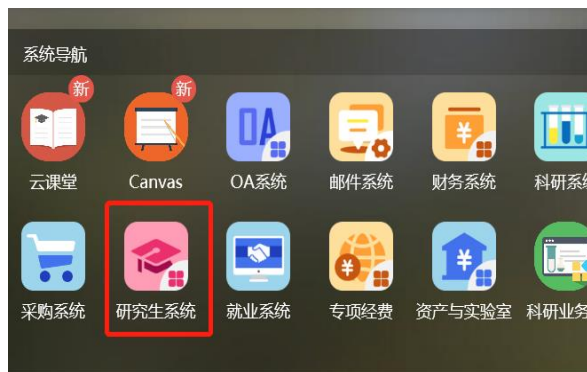 系统导航
新 新
云课堂 Canvas OA系统 邮件系统 财务系统 科研系
OA
¥
采购系统 研究生系统 就业系统 专项经费 资产与实验室 科研业务
¥ ¥